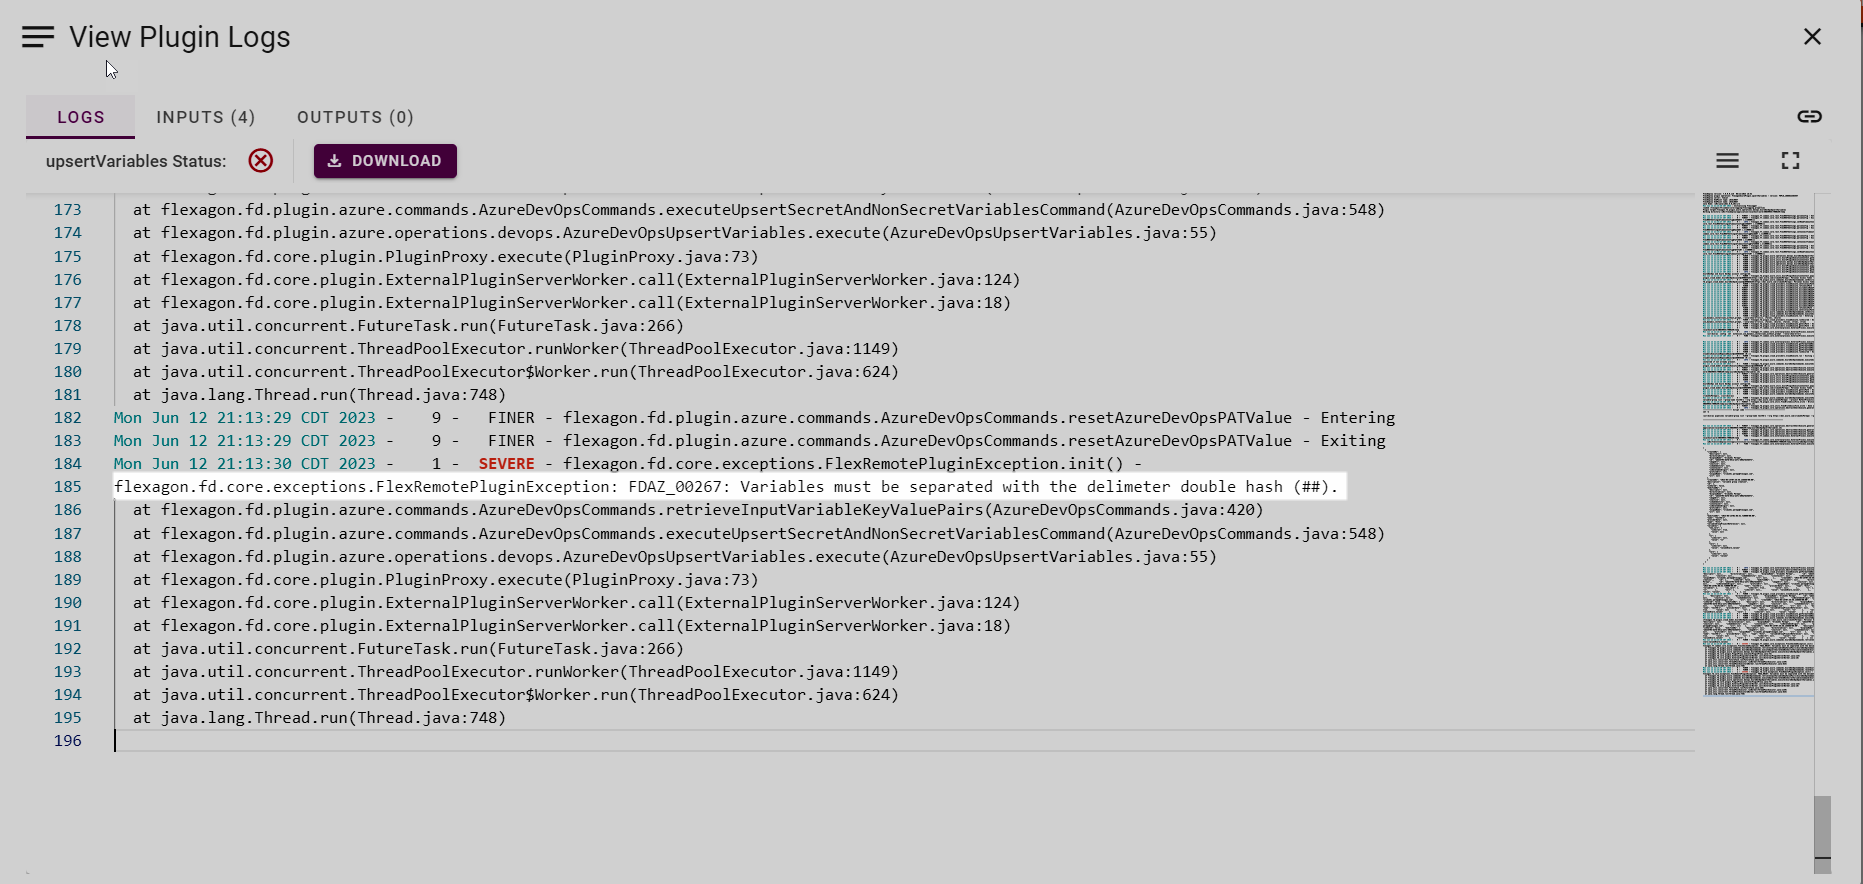 View Plugin Logs
LOGS INPUTS (4) OUTPUTS (0)
upsertVariables Status: DOWNLOAD
173 at flexagon.fd.plugin.azure.commands.AzureDevOpsCommands.executeUpsertSecretAndNonSecretVariablesCommand(AzureDevOpsCommands.java:548)
174 at flexagon.fd.plugin.azure.operations.devops.AzureDevOpsUpsertVariables.execute(AzureDevOpsUpsertVariables.java:55)
175 at flexagon.fd.core.plugin.PluginProxy.execute(PluginProxy.java:73)
176 at flexagon.fd.core.plugin.ExternalPluginServerWorker.call(ExternalPluginServerWorker.java:124)
177 at flexagon.fd.core.plugin.ExternalPluginServerWorker.call(ExternalPluginServerWorker.java:18)
178 at java.util.concurrent.FutureTask.run(FutureTask.java:266)
179 at java.util.concurrent.ThreadPoolExecutor.runWorker(ThreadPoolExecutor.java:1149)
180 at java.util.concurrent.ThreadPoolExecutor$Worker.run(ThreadPoolExecutor.java:624)
181 at java.lang.Thread.run(Thread.java:748)
182 Mon Jun 12 21:13:29 CDT 2023 - 9 - FINER - flexagon.fd.plugin.azure.commands.AzureDevOpsCommands.resetAzureDevOpsPATValue - Entering
183 Mon Jun 12 21:13:29 CDT 2023 - 9 - FINER - flexagon.fd.plugin.azure.commands.AzureDevOpsCommands.resetAzureDevOpsPATValue - Exiting
184 Mon Jun 12 21:13:30 CDT 2023 - 1 - SEVERE - flexagon.fd.core.exceptions.FlexRemotePluginException.init() -
185 flexagon.fd.core.exceptions.FlexRemotePluginException: FDAZ_00267: Variables must be separated with the delimeter double hash (##).
186 at flexagon.fd.plugin.azure.commands.AzureDevOpsCommands.retrieveInputVariableKeyValuePairs(AzureDevOpsCommands.java:420)
187 at flexagon.fd.plugin.azure.commands.AzureDevOpsCommands.executeUpsertSecretAndNonSecretVariablesCommand(AzureDevOpsCommands.java:548)
188 at flexagon.fd.plugin.azure.operations.devops.AzureDevOpsUpsertVariables.execute(AzureDevOpsUpsertVariables.java:55)
189 at flexagon.fd.core.plugin.PluginProxy.execute(PluginProxy.java:73)
190 at flexagon.fd.core.plugin.ExternalPluginServerWorker.call(ExternalPluginServerWorker.java:124)
191 at flexagon.fd.core.plugin.ExternalPluginServerWorker.call(ExternalPluginServerWorker.java:18)
192 at java.util.concurrent.FutureTask.run(FutureTask.java:266)
193 at java.util.concurrent.ThreadPoolExecutor.runWorker(ThreadPoolExecutor.java:1149)
194 at java.util.concurrent.ThreadPoolExecutor$Worker.run(ThreadPoolExecutor.java:624)
195 at java.lang.Thread.run(Thread.java:748)
196